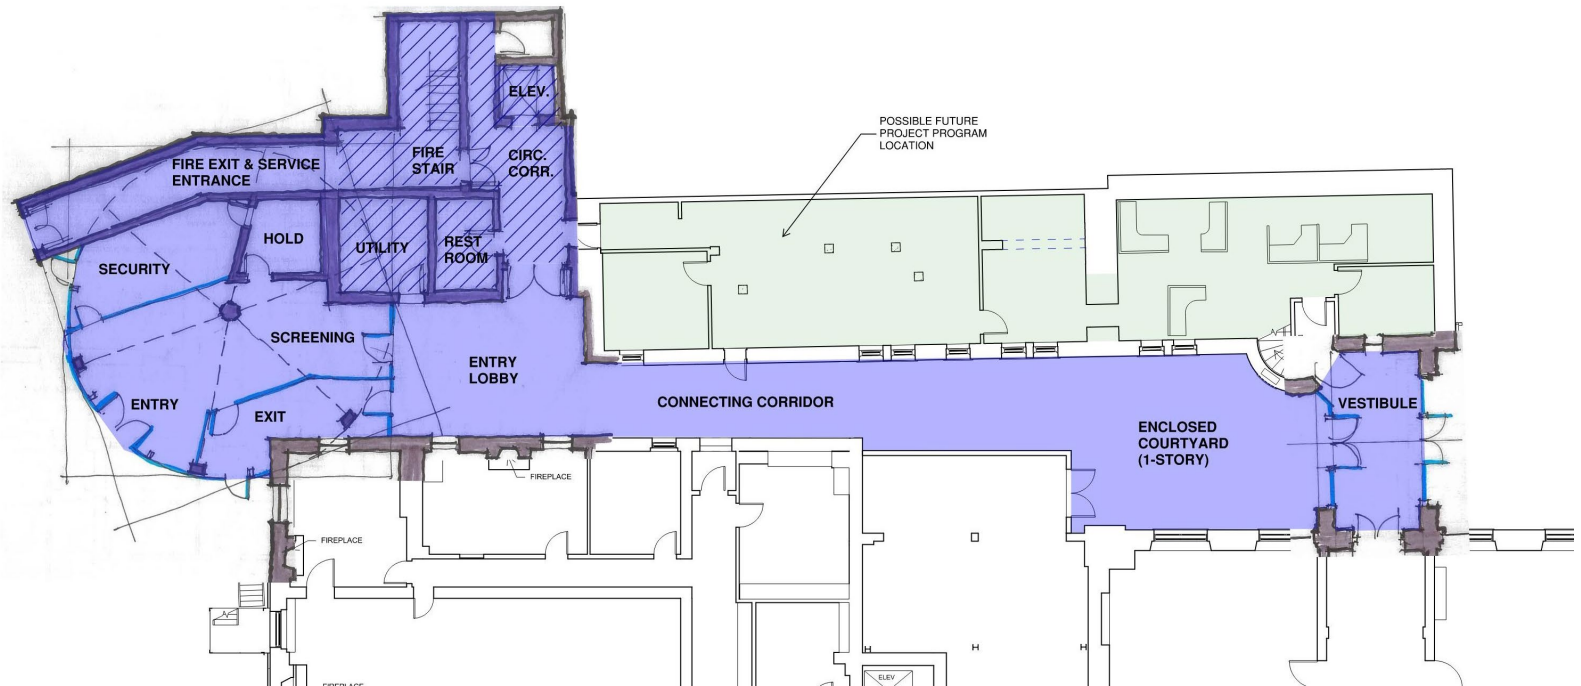 ELEV.
POSSIBLE FUTURE
PROJECT PROGRAM
LOCATION
FIRE EXIT & SERVICE
ENTRANCE
FIRE
STAIR
CIRC.
CORR.
HOLD
UTILITY
REST
ROOM
SECURITY
SCREENING
ENTRY
LOBBY
ENTRY
EXIT
CONNECTING CORRIDOR
VESTIBULE
ENCLOSED
COURTYARD
(1-STORY)
FIREPLACE
FIREPLACE
ELEV
FIREPLACE